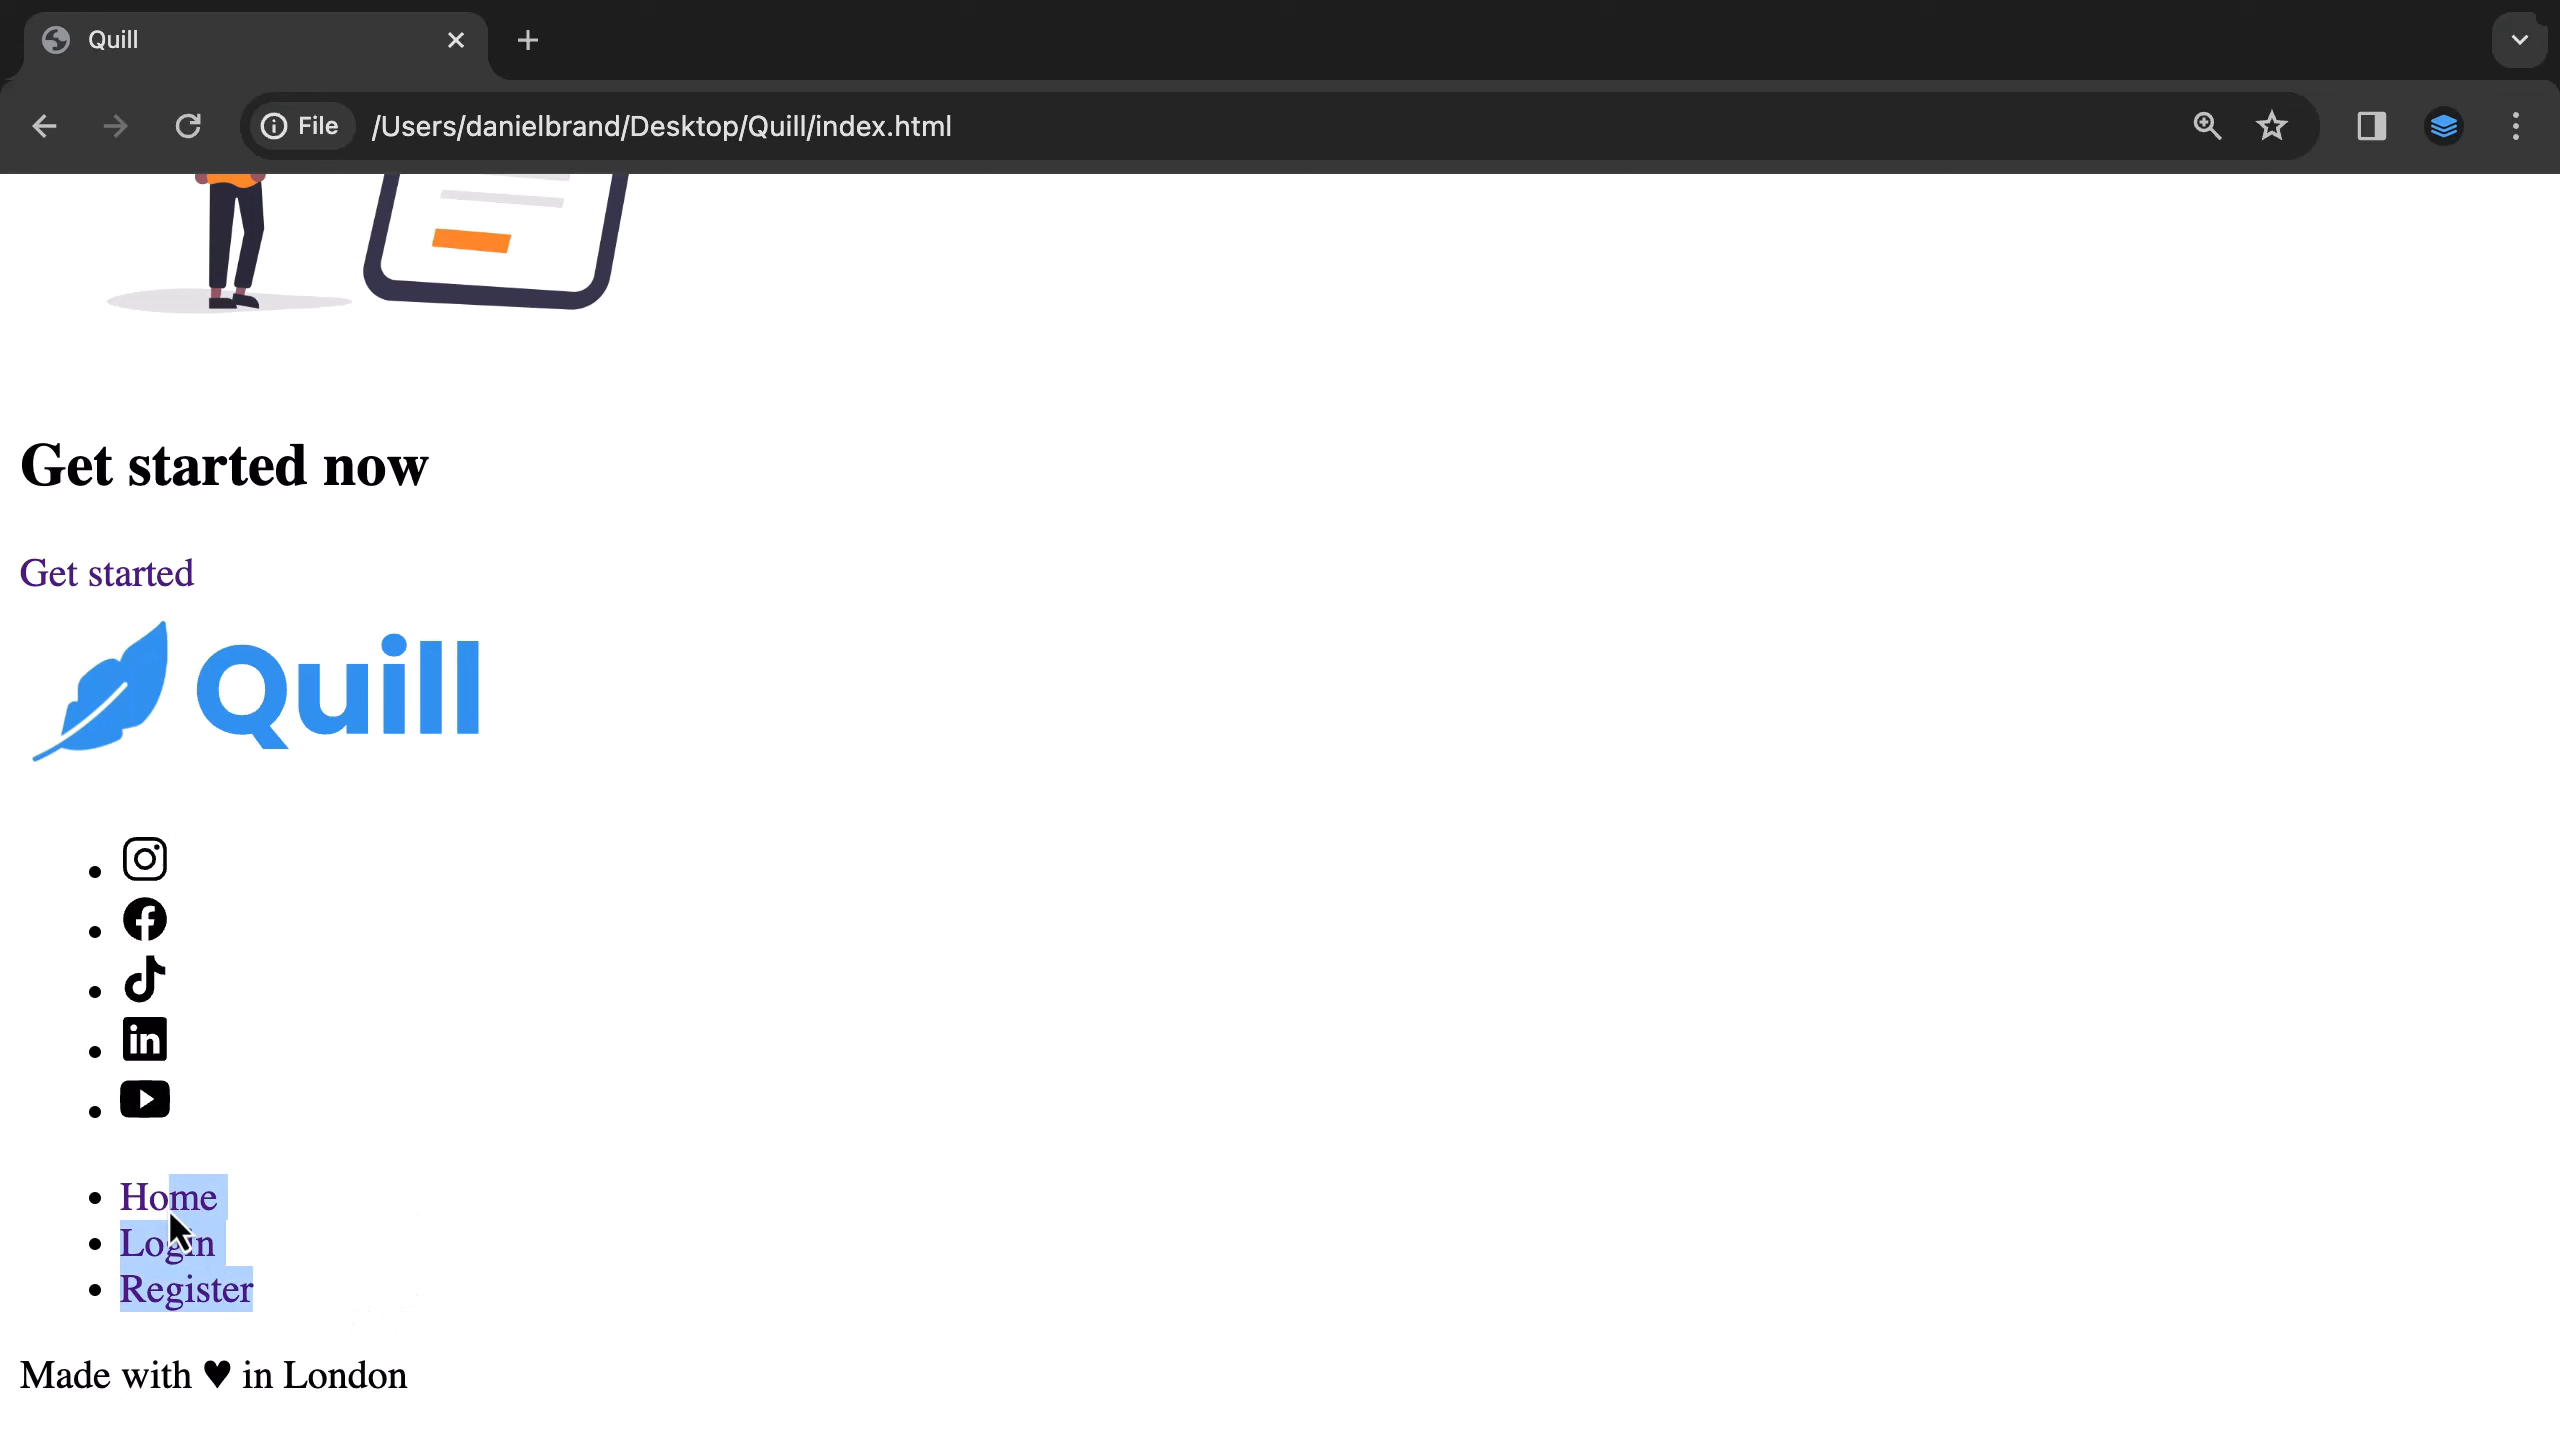 Quill
File /Users/danielbrand/Desktop/Quill/index.html
Get started now
Get started
Quill
in
Home
Login
Register
Made with ♥ in London